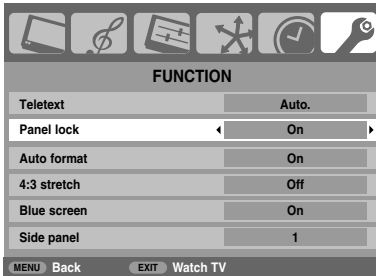 FUNCTION
Teletext Auto.
Panel lock On
Auto format On
4:3 stretch Off
Blue screen On
Side panel 1
MENU Back EXIT Watch TV